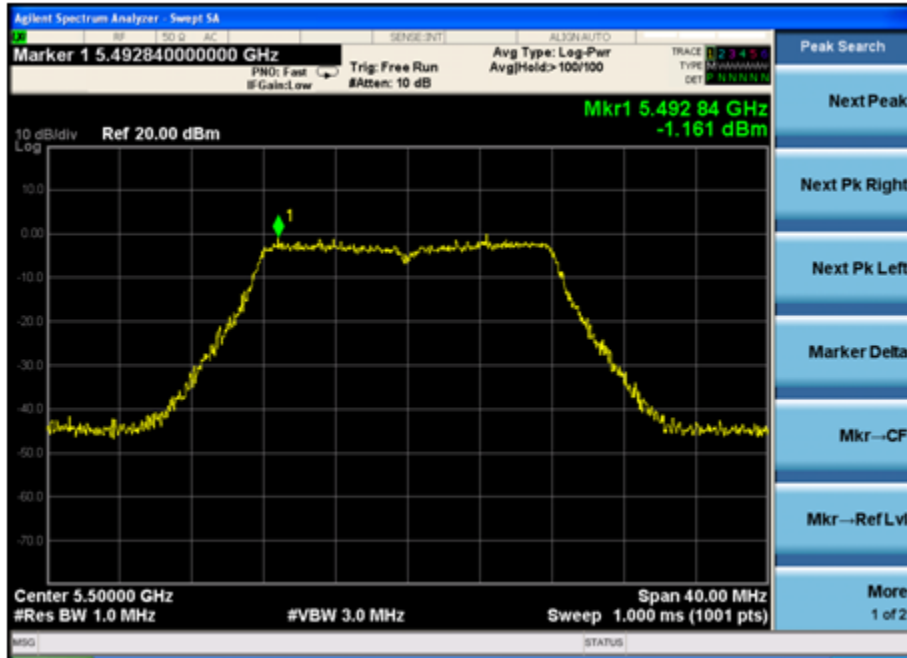 Agilent Spectrum Analyzer - Swept SA
RF 50 Ω AC SENSE:INT ALIGN AUTO
Marker 1 5.492840000000 GHz
PNO: Fast
IFGain:Low
Trig: Free Run
#Atten: 10 dB
Avg Type: Log-Pwr
Avg|Hold:>100/100
TRACE 1 2 3 4 5 6
TYPE
DET P N N N N N
Mkr1 5.492 84 GHz
-1.161 dBm
10 dB/div Ref 20.00 dBm
Log
10.0
0.00
-10.0
-20.0
-30.0
-40.0
-50.0
-60.0
-70.0
1
Center 5.50000 GHz Span 40.00 MHz
#Res BW 1.0 MHz #VBW 3.0 MHz Sweep 1.000 ms (1001 pts)
MSG STATUS
Peak Search
Next Peak
Next Pk Right
Next Pk Left
Marker Delta
Mkr→CF
Mkr→Ref Lvl
More
1 of 2